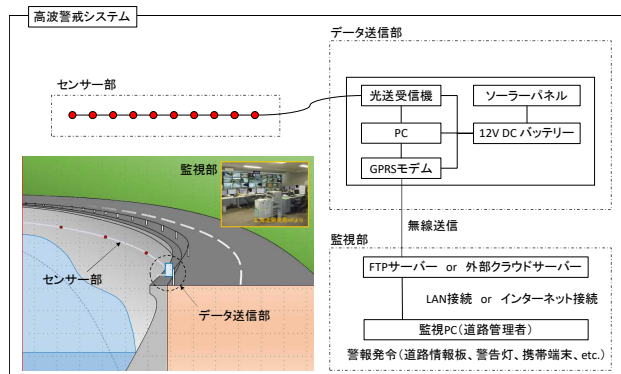 高波警戒システム
データ送信部
センサー部
光送受信機
ソーラーパネル
PC
12V DC バッテリー
GPRSモデム
監視部
無線送信
監視部
FTPサーバー or 外部クラウドサーバー
センサー部
LAN接続 or インターネット接続
データ送信部
監視PC(道路管理者)
警報発令(道路情報板、警告灯、携帯端末、etc.)